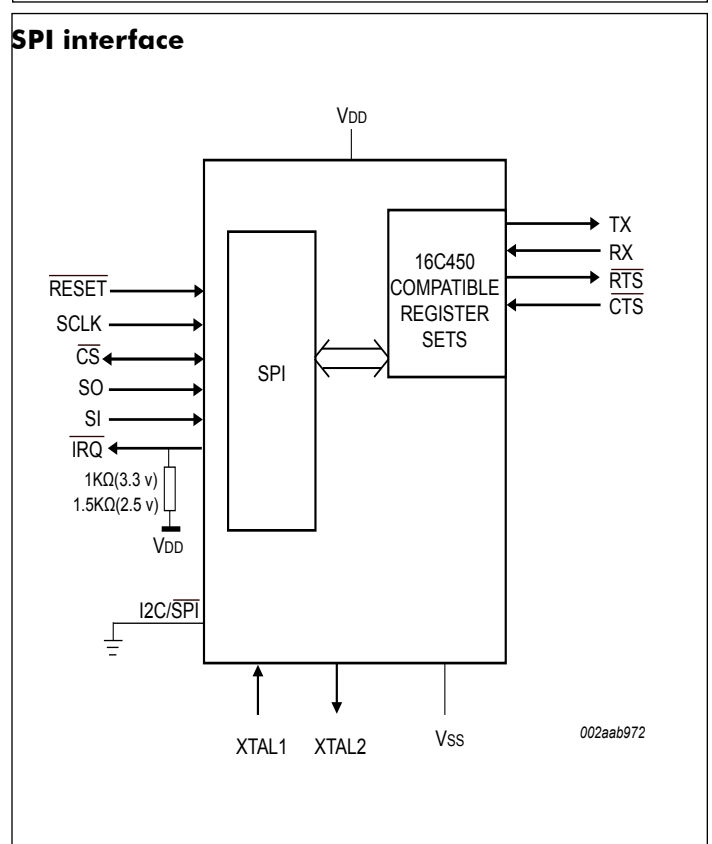 SPI interface
VDD
TX
RX
RTS
CTS
16C450
COMPATIBLE
REGISTER
SETS
RESET
SCLK
CS
SO
SI
IRQ
SPI
1KΩ(3.3 v)
1.5KΩ(2.5 v)
VDD
I2C/SPI
XTAL1
XTAL2
VSS
002aab972